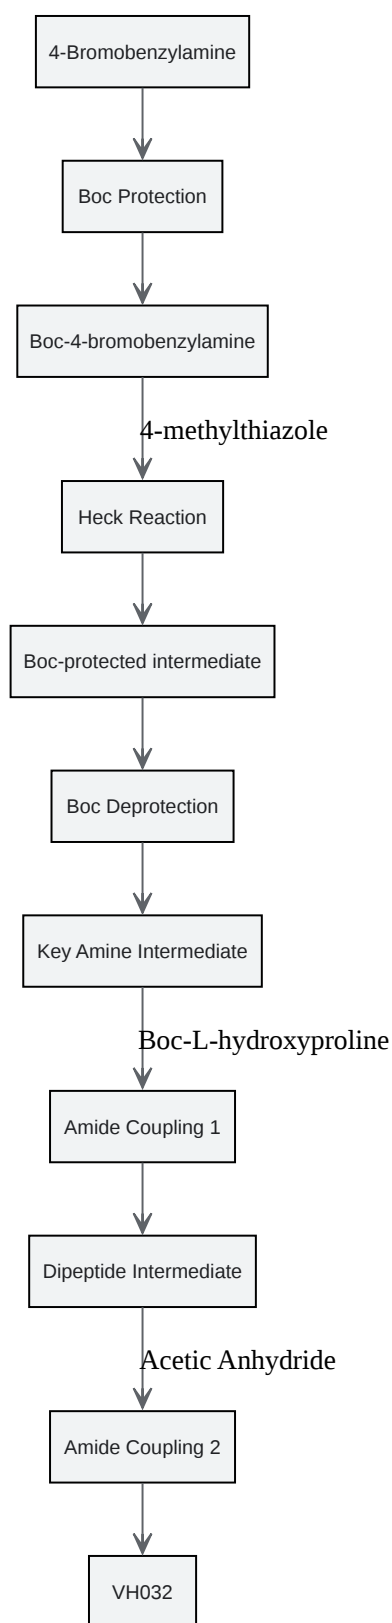 4-Bromobenzylamine
Boc Protection
Boc-4-bromobenzylamine
4-methylthiazole
Heck Reaction
Boc-protected intermediate
Boc Deprotection
Key Amine Intermediate
Boc-L-hydroxyproline
Amide Coupling 1
Dipeptide Intermediate
Acetic Anhydride
Amide Coupling 2
VH032